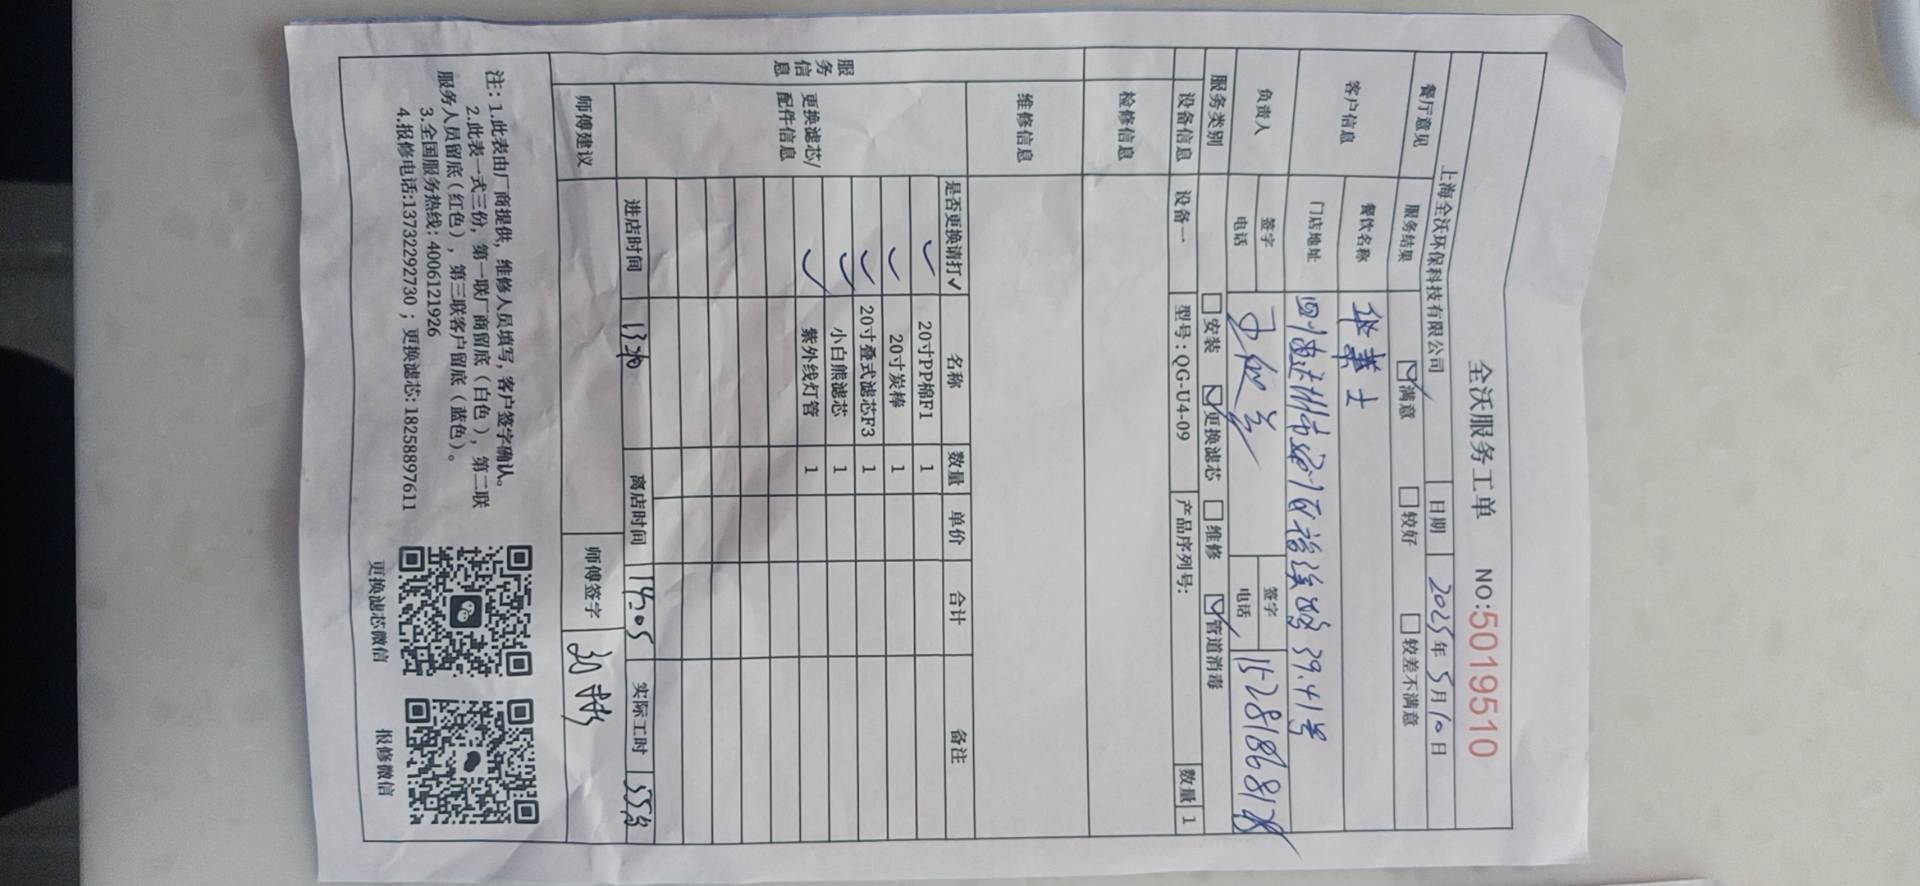 全沃服务工单 NO:5019510
上海全沃环保科技有限公司 日期 2025年5月10日
餐厅意见 服务结果 ☑满意 □较好 □较差不满意
客户信息 餐饮名称 华莱士
门店地址 39.41号
负责人 签字 签字
电话 电话 15281868178
服务类别 □安装 ☑更换滤芯 □维修 ☑管道消毒
设备信息 设备一 型号:QG-U4-09 产品序列号: 数量 1
检修信息
维修信息
服务信息
更换滤芯/配件信息
是否更换请打✓ 名称 数量 单价 合计 备注
✓ 20寸PP棉F1 1
✓ 20寸炭棒 1
✓ 20寸叠式滤芯F3 1
✓ 小白熊滤芯 1
✓ 紫外线灯管 1
进店时间 离店时间 14:05 实际工时 55分
师傅建议 师傅签字
注: 1.此表由厂商提供, 维修人员填写, 客户签字确认。
2.此表一式三份, 第一联厂商留底(白色), 第二联
服务人员留底(红色), 第三联客户留底(蓝色)。
3.全国服务热线: 4006121926
4.报修电话:13732292730; 更换滤芯: 18258897611
更换滤芯微信 报修微信